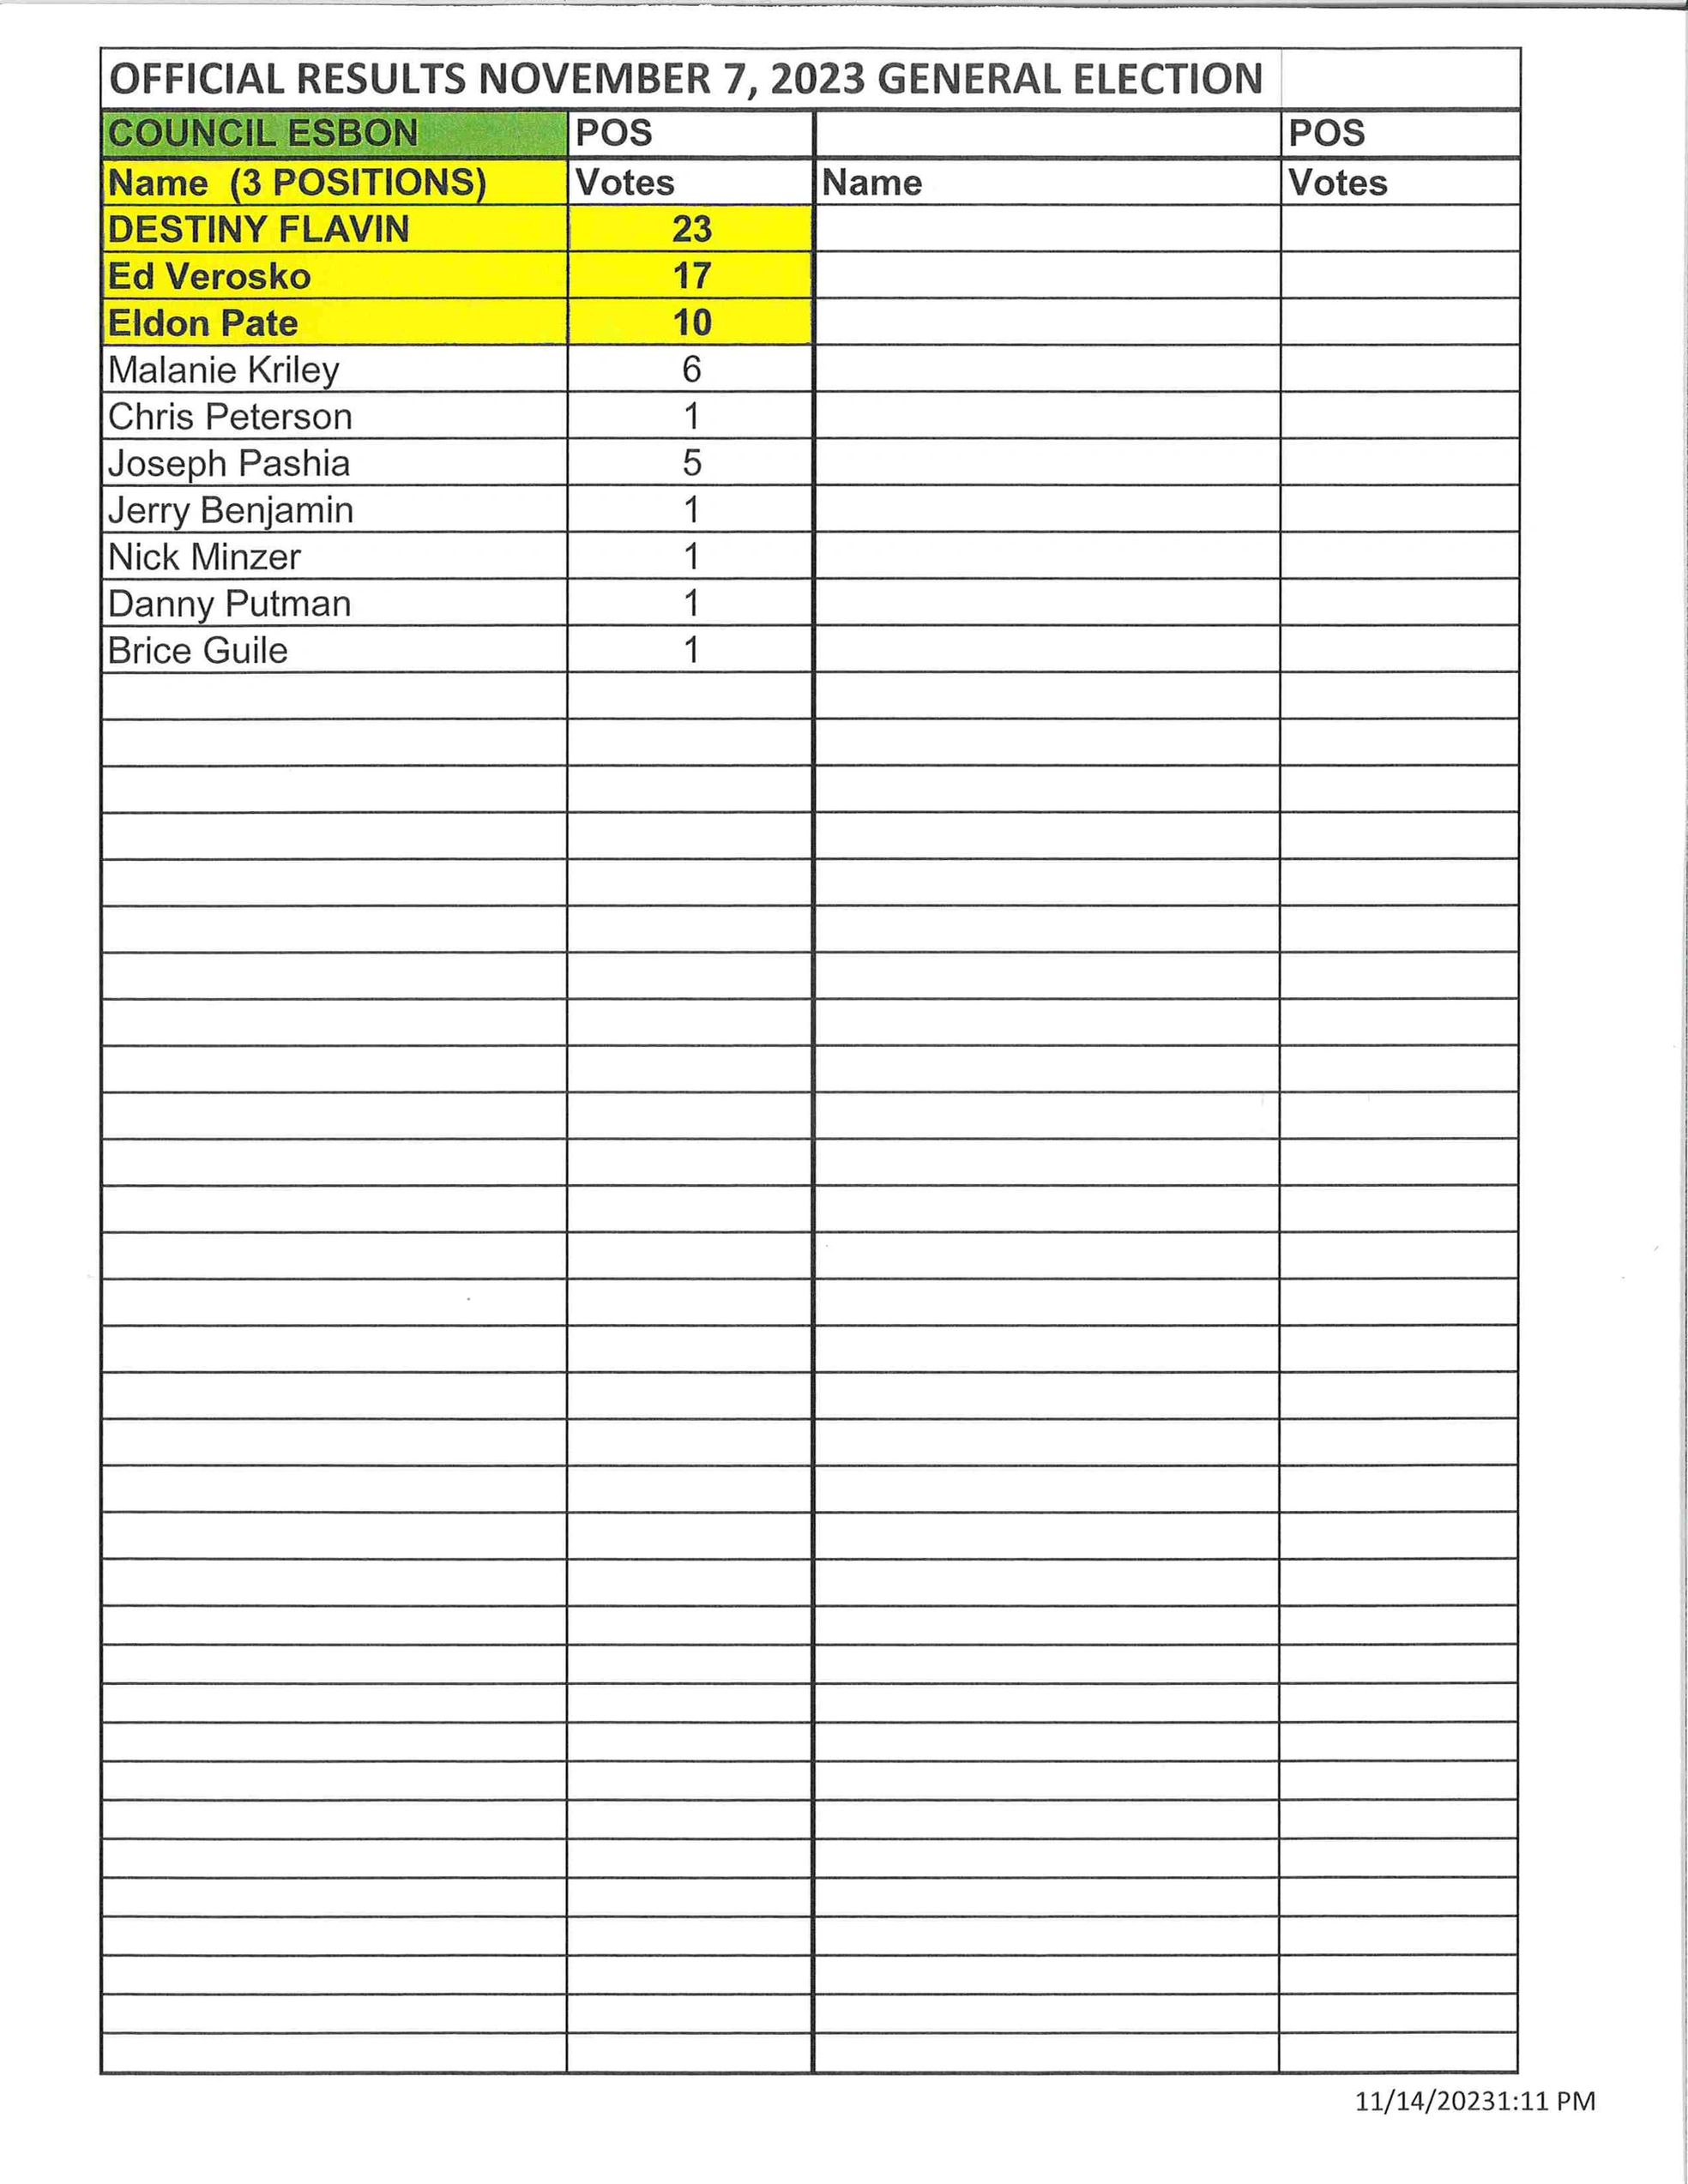 OFFICIAL RESULTS NOVEMBER 7, 2023 GENERAL ELECTION
COUNCIL ESBON POS POS
Name (3 POSITIONS) Votes Name Votes
DESTINY FLAVIN 23
Ed Verosko 17
Eldon Pate 10
Malanie Kriley 6
Chris Peterson 1
Joseph Pashia 5
Jerry Benjamin 1
Nick Minzer 1
Danny Putman 1
Brice Guile 1
11/14/20231:11 PM